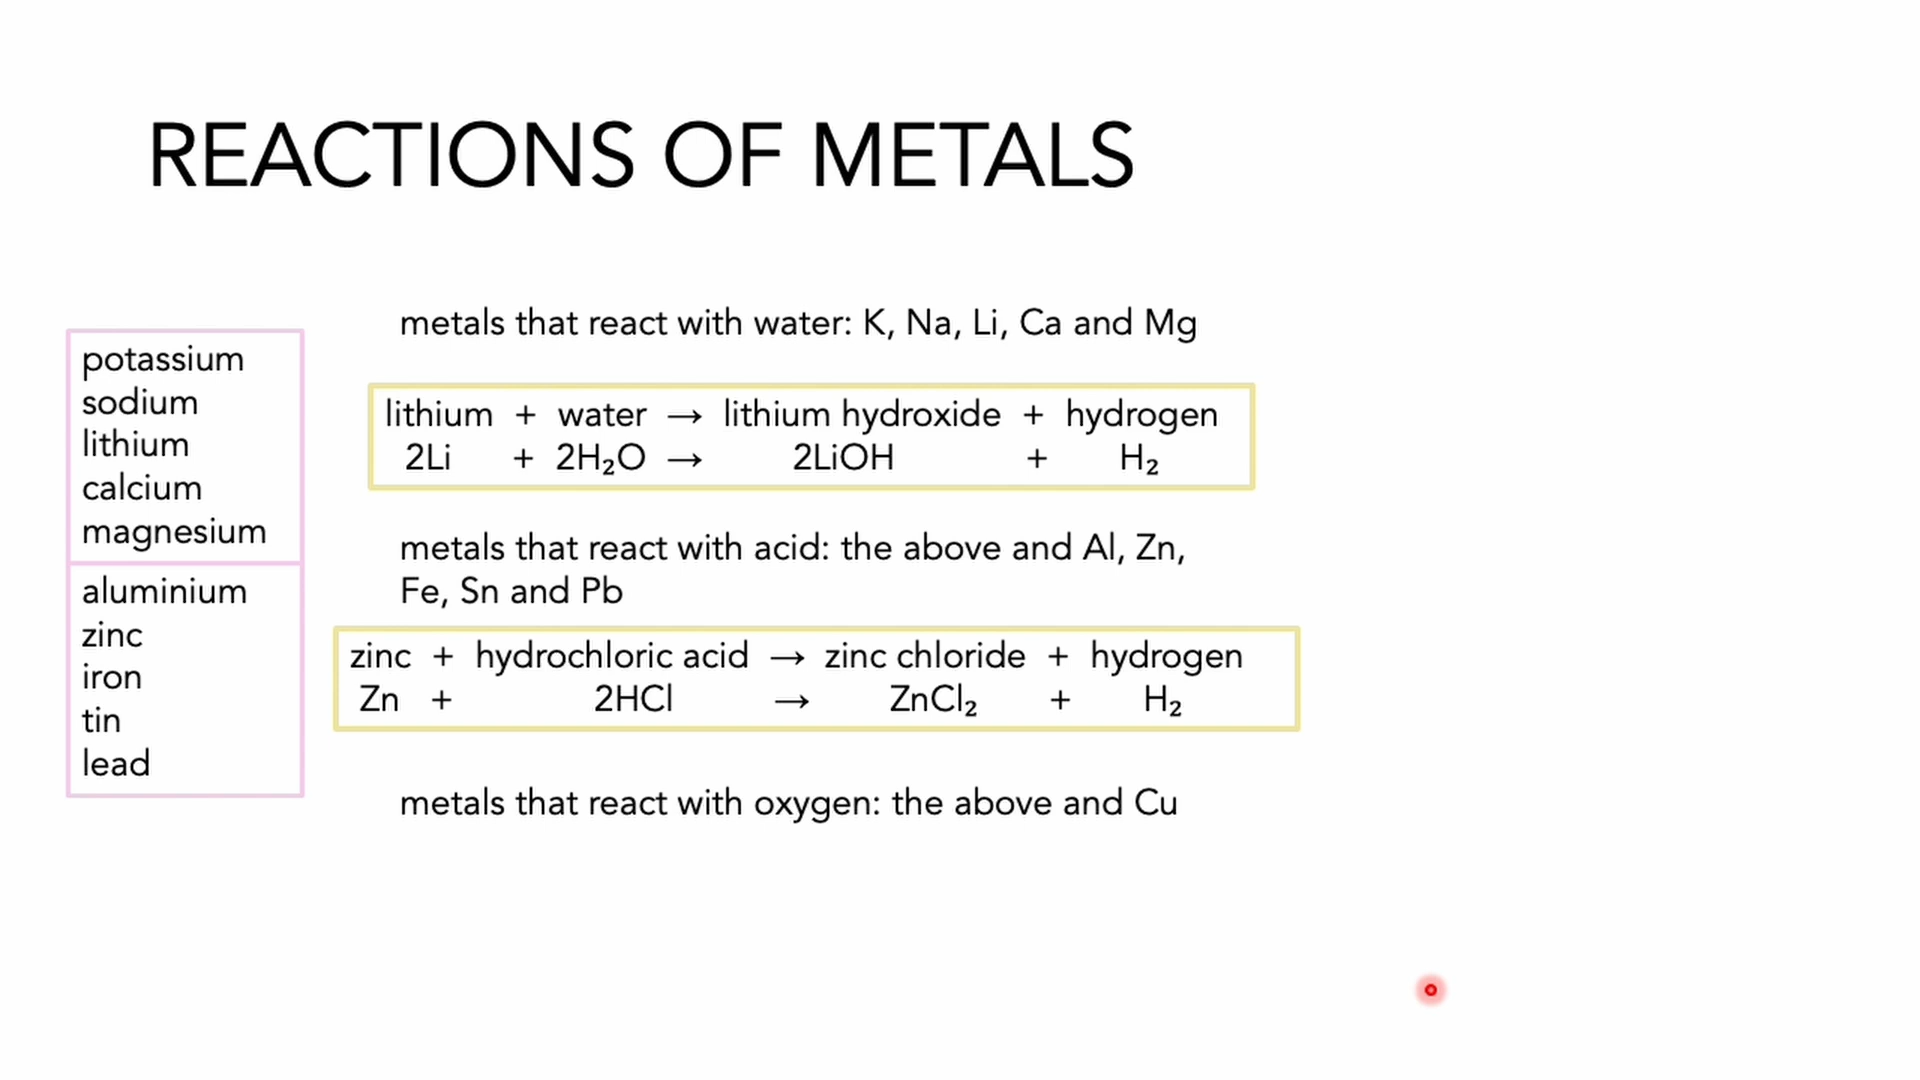 REACTIONS OF METALS
potassium
sodium
lithium
calcium
magnesium
aluminium
zinc
iron
tin
lead
metals that react with water: K, Na, Li, Ca and Mg
lithium + water → lithium hydroxide + hydrogen
2Li + 2H₂O → 2LiOH + H₂
metals that react with acid: the above and Al, Zn,
Fe, Sn and Pb
zinc + hydrochloric acid → zinc chloride + hydrogen
Zn + 2HCl → ZnCl₂ + H₂
metals that react with oxygen: the above and Cu